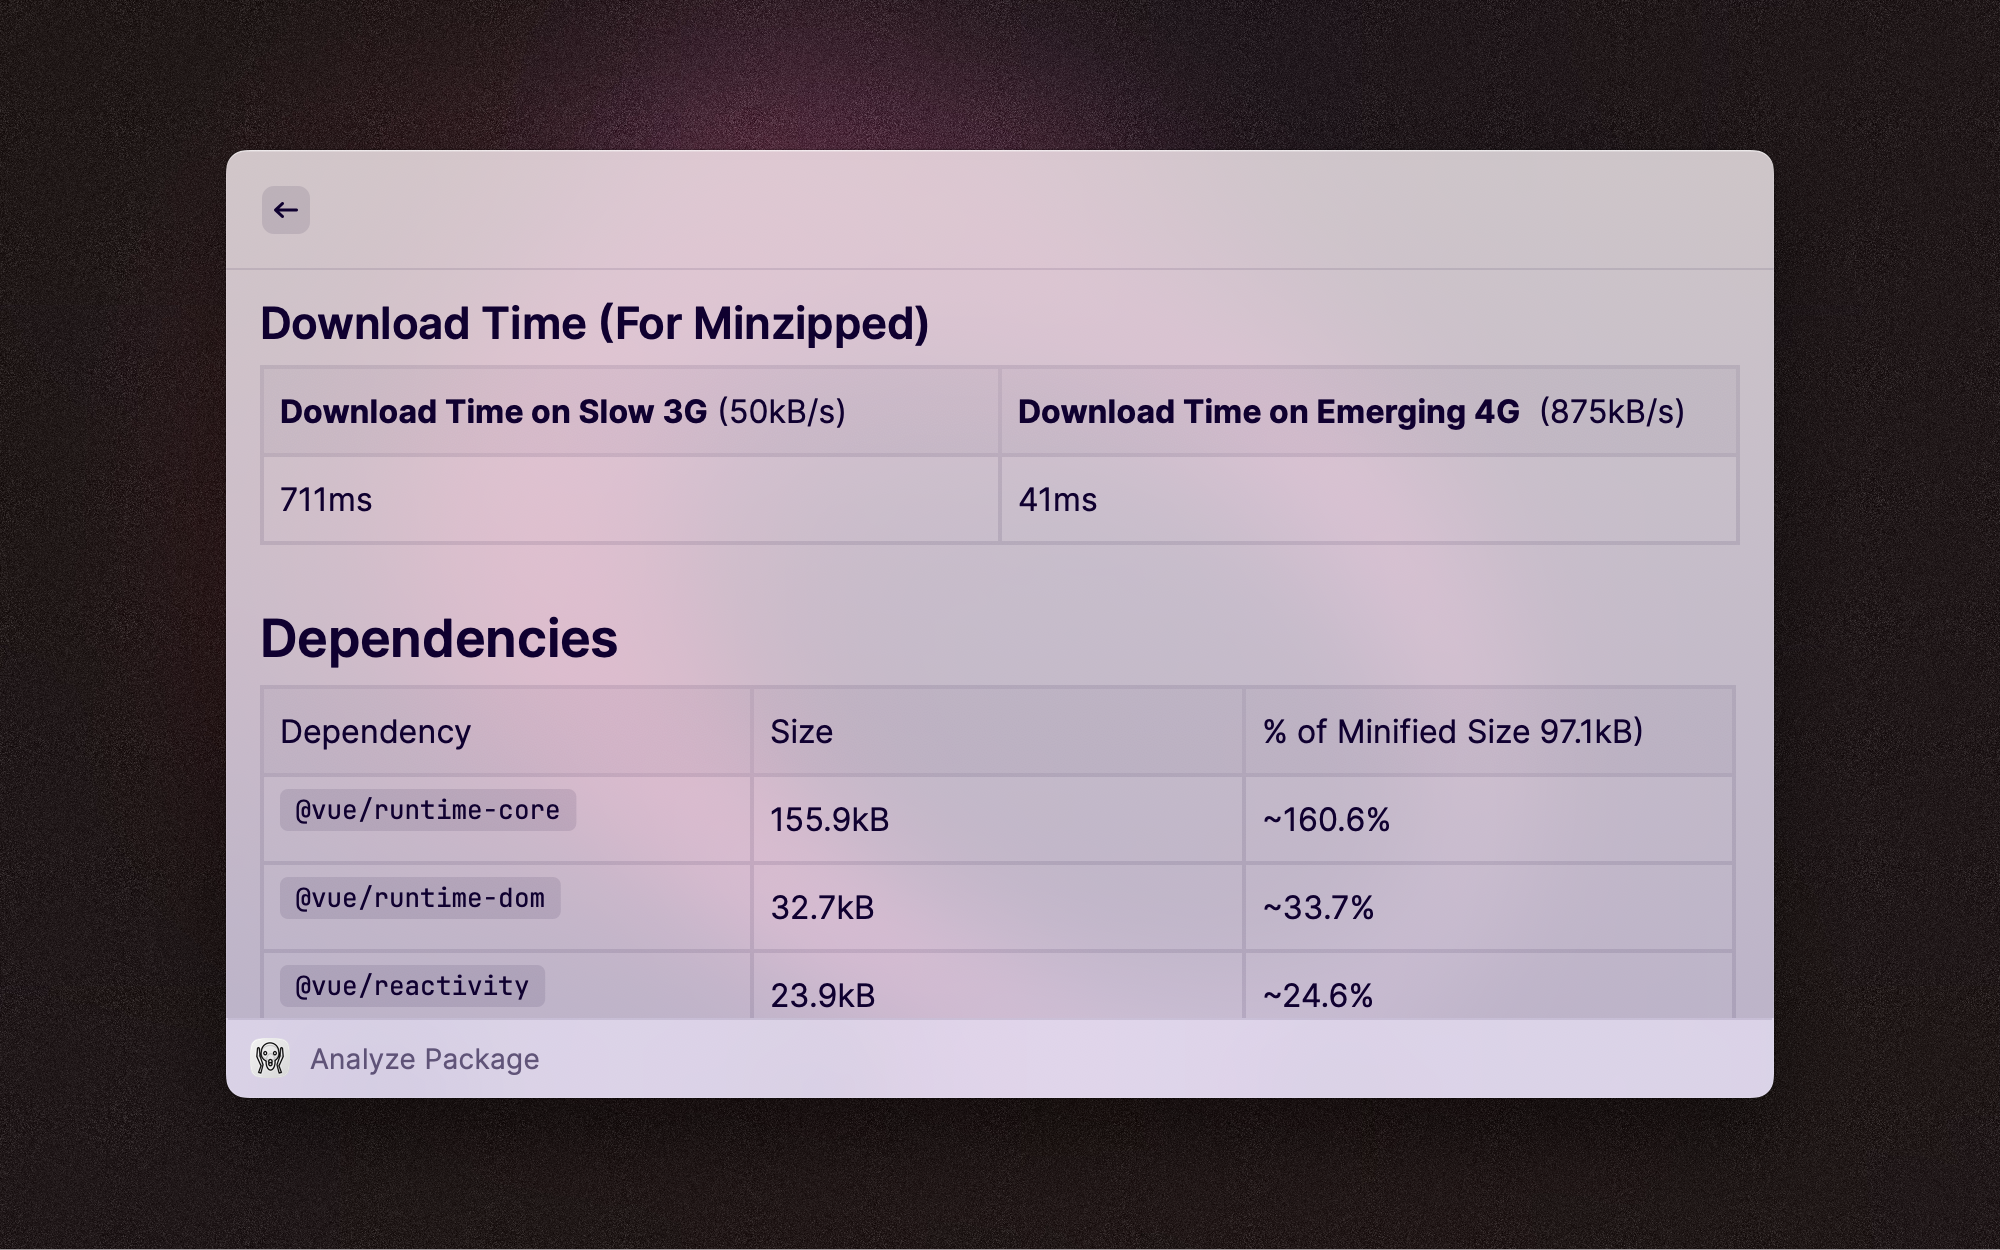 Download Time (For Minzipped)
Download Time on Slow 3G (50kB/s)
Download Time on Emerging 4G (875kB/s)
711ms
41ms
Dependencies
Dependency
Size
% of Minified Size 97.1kB)
@vue/runtime-core
155.9kB
~160.6%
@vue/runtime-dom
32.7kB
~33.7%
@vue/reactivity
23.9kB
~24.6%
Analyze Package